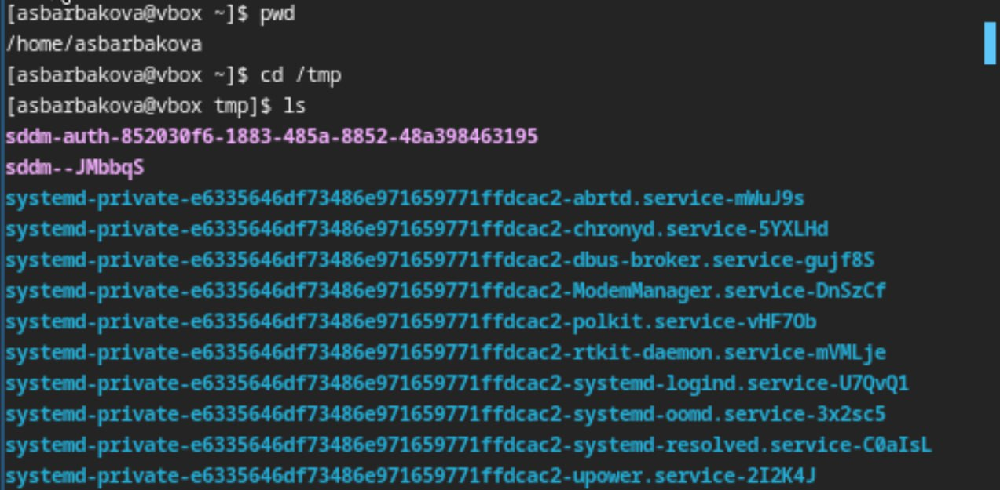 [asbarbakova@vbox ~]$ pwd
/home/asbarbakova
[asbarbakova@vbox ~]$ cd /tmp
[asbarbakova@vbox tmp]$ ls
sddm-auth-852030f6-1883-485a-8852-48a398463195
sddm--JMbbqS
systemd-private-e6335646df73486e971659771ffdcac2-abrtd.service-mWuJ9s
systemd-private-e6335646df73486e971659771ffdcac2-chronyd.service-5YXLHd
systemd-private-e6335646df73486e971659771ffdcac2-dbus-broker.service-gujf8S
systemd-private-e6335646df73486e971659771ffdcac2-ModemManager.service-DnSzCf
systemd-private-e6335646df73486e971659771ffdcac2-polkit.service-vHF7Ob
systemd-private-e6335646df73486e971659771ffdcac2-rtkit-daemon.service-mVMLje
systemd-private-e6335646df73486e971659771ffdcac2-systemd-logind.service-U7QvQ1
systemd-private-e6335646df73486e971659771ffdcac2-systemd-oomd.service-3x2sc5
systemd-private-e6335646df73486e971659771ffdcac2-systemd-resolved.service-C0aIsL
systemd-private-e6335646df73486e971659771ffdcac2-upower.service-2I2K4J